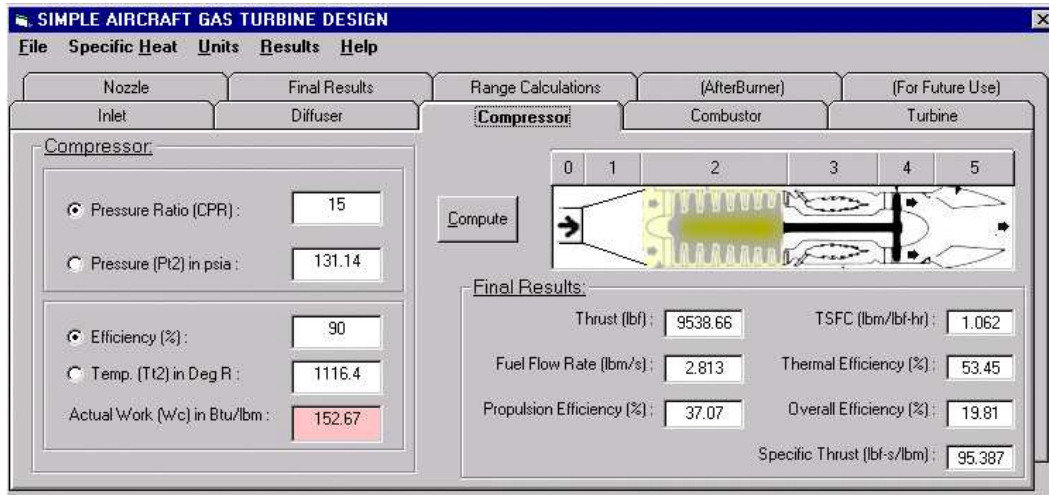 SIMPLE AIRCRAFT GAS TURBINE DESIGN
File Specific Heat Units Results Help
Nozzle Final Results Range Calculations (AfterBurner) (For Future Use)
Inlet Diffuser Compressor Combustor Turbine
Compressor:
Pressure Ratio (CPR) : 15
Pressure (Pt2) in psia : 131.14
Efficiency (%) : 90
Temp. (Tt2) in Deg R : 1116.4
Actual Work (Wc) in Btu/lbm : 152.67
Compute
0 1 2 3 4 5
Final Results:
Thrust (lbf) : 9538.66 TSFC (lbm/lbf-hr) : 1.062
Fuel Flow Rate (lbm/s) : 2.813 Thermal Efficiency (%) : 53.45
Propulsion Efficiency (%) : 37.07 Overall Efficiency (%) : 19.81
Specific Thrust (lbf-s/lbm) : 95.387